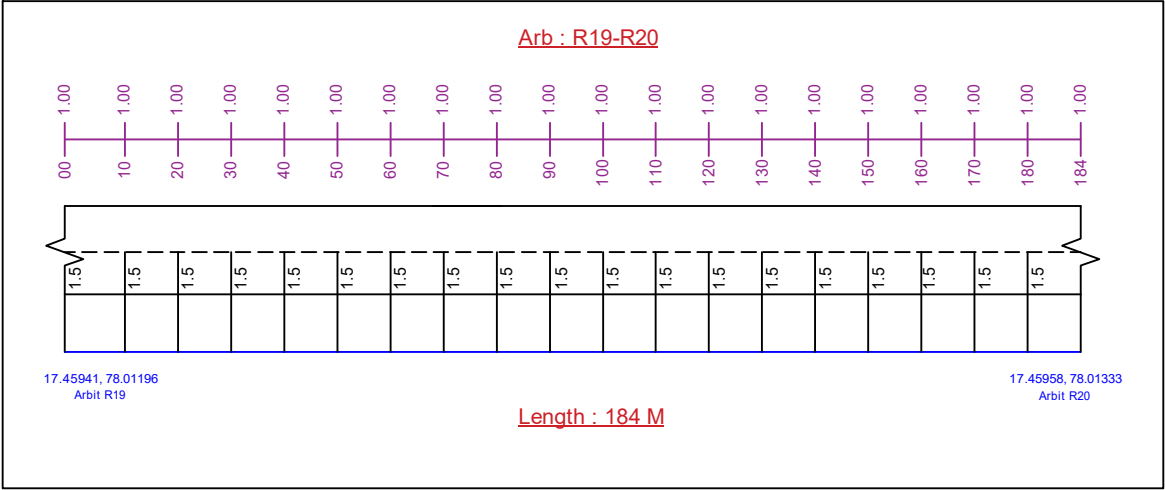 Arb : R19-R20
1.00 1.00 1.00 1.00 1.00 1.00 1.00 1.00 1.00 1.00 1.00 1.00 1.00 1.00 1.00 1.00 1.00 1.00 1.00 1.00
00 10 20 30 40 50 60 70 80 90 100 110 120 130 140 150 160 170 180 184
1.5 1.5 1.5 1.5 1.5 1.5 1.5 1.5 1.5 1.5 1.5 1.5 1.5 1.5 1.5 1.5 1.5 1.5 1.5
17.45941, 78.01196
Arbit R19
17.45958, 78.01333
Arbit R20
Length : 184 M